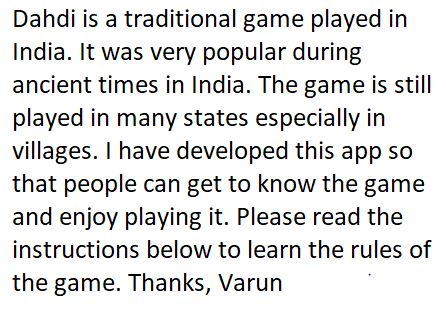 Dahdi is a traditional game played in
India. It was very popular during
ancient times in India. The game is still
played in many states especially in
villages. I have developed this app so
that people can get to know the game
and enjoy playing it. Please read the
instructions below to learn the rules of
the game. Thanks, Varun